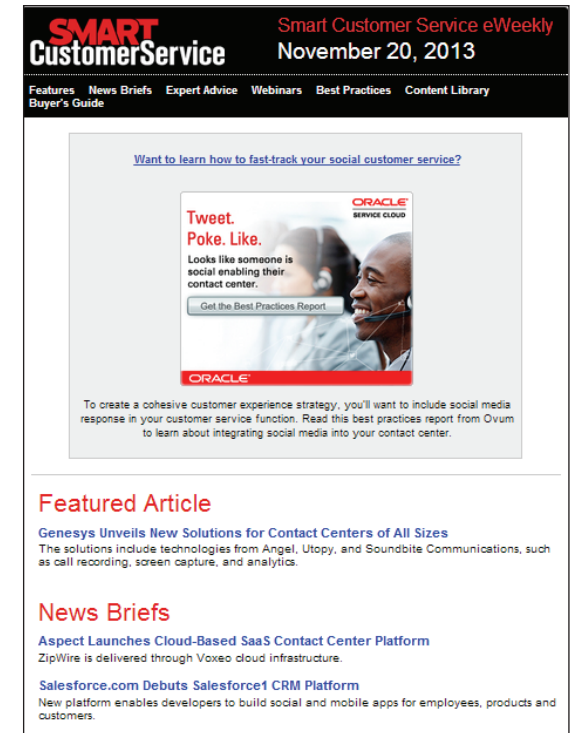 SMART
CustomerService
Smart Customer Service eWeekly
November 20, 2013
Features News Briefs Expert Advice Webinars Best Practices Content Library
Buyer's Guide
Want to learn how to fast-track your social customer service?
ORACLE
SERVICE CLOUD
Tweet.
Poke. Like.
Looks like someone is
social enabling their
contact center.
Get the Best Practices Report
ORACLE
To create a cohesive customer experience strategy, you'll want to include social media
response in your customer service function. Read this best practices report from Ovum
to learn about integrating social media into your contact center.
Featured Article
Genesys Unveils New Solutions for Contact Centers of All Sizes
The solutions include technologies from Angel, Utopy, and Soundbite Communications, such
as call recording, screen capture, and analytics.
News Briefs
Aspect Launches Cloud-Based SaaS Contact Center Platform
ZipWire is delivered through Voxeo cloud infrastructure.
Salesforce.com Debuts Salesforce1 CRM Platform
New platform enables developers to build social and mobile apps for employees, products and
customers.